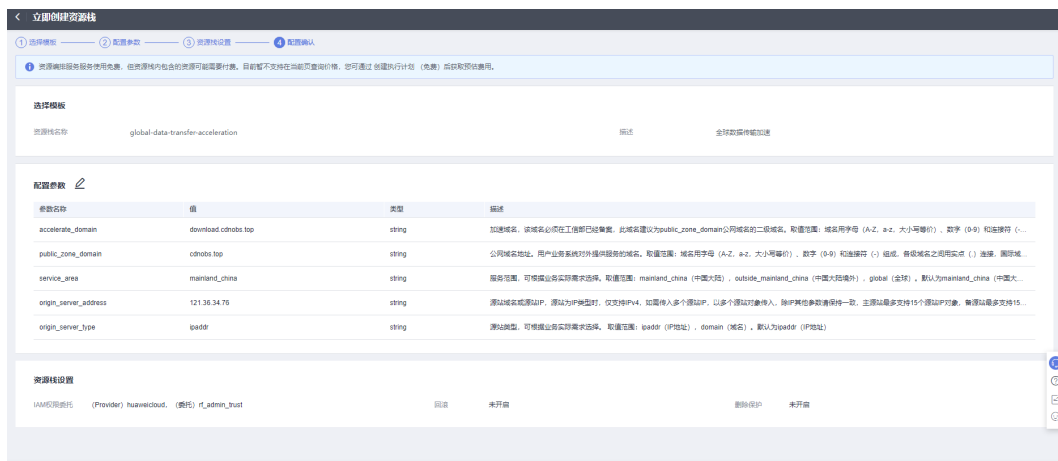 立即创建资源栈
1 选择模板 2 配置参数 3 资源栈设置 4 配置确认
资源编排服务服务使用免费，但资源栈内包含的资源可能需要付费。目前暂不支持在当前页查询价格，您可通过 创建执行计划 （免费）后获取预估费用。
选择模板
资源栈名称 global-data-transfer-acceleration 描述 全球数据传输加速
配置参数
参数名称 值 类型 描述
accelerate_domain download.cdnobs.top string 加速域名，该域名必须在工信部已经备案，此域名建议为public_zone_domain公网域名的二级域名。取值范围：域名用字母（A-Z，a-z，大小写等价）、数字（0-9）和连接符（-...
public_zone_domain cdnobs.top string 公网域名地址。用户业务系统对外提供服务的域名。取值范围：域名用字母（A-Z，a-z，大小写等价）、数字（0-9）和连接符（-）组成，各级域名之间用实点（.）连接，国际域...
service_area mainland_china string 服务范围，可根据业务实际需求选择。取值范围：mainland_china（中国大陆），outside_mainland_china（中国大陆境外），global（全球）。默认为mainland_china（中国大...
origin_server_address 121.36.34.76 string 源站域名或源站IP，源站为IP类型时，仅支持IPv4，如需传入多个源站IP，以多个源站对象传入，除IP其他参数请保持一致，主源站最多支持15个源站IP对象，备源站最多支持15...
origin_server_type ipaddr string 源站类型，可根据业务实际需求选择。取值范围：ipaddr（IP地址），domain（域名）。默认为ipaddr（IP地址）
资源栈设置
IAM权限委托 （Provider）huaweicloud，（委托）rf_admin_trust 回滚 未开启 删除保护 未开启